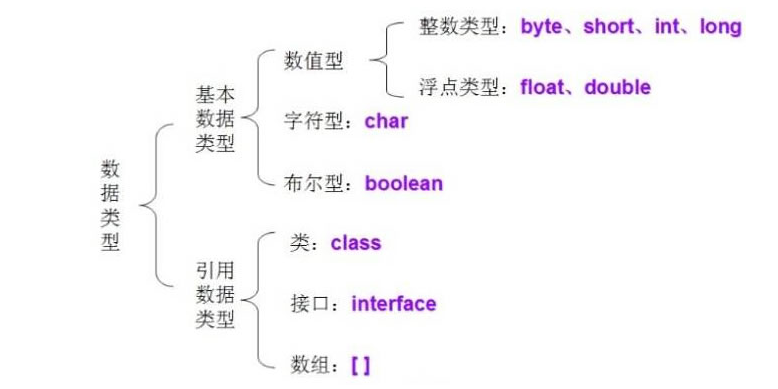 数据类型
基本数据类型
数值型
整数类型：byte、short、int、long
浮点类型：float、double
字符型：char
布尔型：boolean
引用数据类型
类：class
接口：interface
数组：[ ]